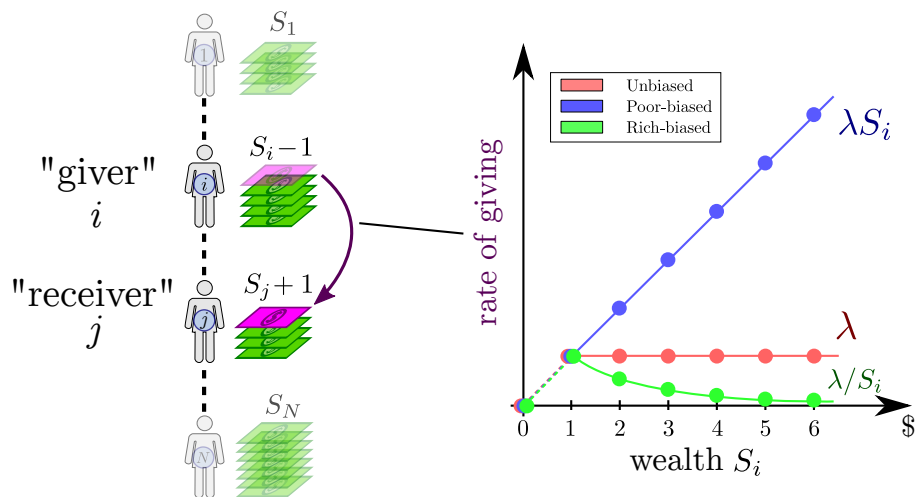 S_1
1
"giver"
i
S_i−1
i
"receiver"
j
S_j+1
j
S_N
N
rate of giving
Unbiased
Poor-biased
Rich-biased
λS_i
λ
λ/S_i
0 1 2 3 4 5 6 $
wealth S_i